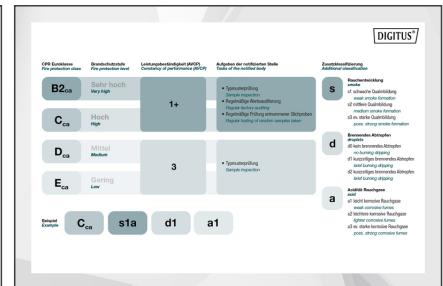 DIGITUS®
CPR Euroklasse
Fire protection class
Brandschutzstufe
Fire protection level
Leistungsbeständigkeit (AVCP)
Constancy of performance (AVCP)
Aufgaben der notifizierten Stelle
Tasks of the notified body
Zusatzklassifizierung
Additional classification
B2ca
Sehr hoch
Very high
Cca
Hoch
High
1+
• Typmusterprüfung
Sample inspection
• Regelmäßige Werksauditierung
Regular factory auditing
• Regelmäßige Prüfung entnommener Stichproben
Regular testing of random samples taken
Dca
Mittel
Medium
Eca
Gering
Low
3
• Typmusterprüfung
Sample inspection
s
Rauchentwicklung
smoke
s1 schwache Qualmbildung
weak smoke formation
s2 mittlere Qualmbildung
medium smoke formation
s3 ev. starke Qualmbildung
poss. strong smoke formation
d
Brennendes Abtropfen
droplets
d0 kein brennendes Abtropfen
no burning dripping
d1 kurzzeitiges brennendes Abtropfen
brief burning dripping
d2 kurzzeitiges brennendes Abtropfen
brief burning dripping
a
Acidität Rauchgase
acid
a1 leicht korrosive Rauchgase
weak corrosive fumes
a2 leichtere korrosive Rauchgase
lighter corrosive fumes
a3 ev. starke korrosive Rauchgase
poss. strong corrosive fumes
Beispiel
Example
Cca s1a d1 a1